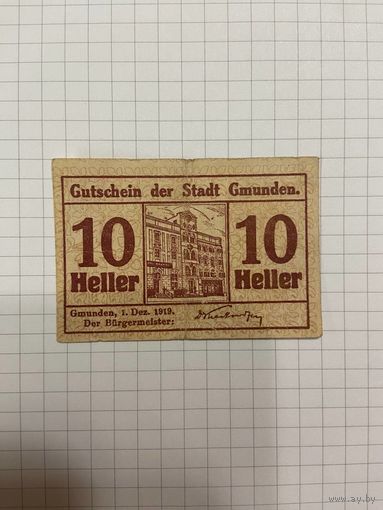 Gutschein der Stadt Gmunden.
10 10
Heller Heller
Gmunden, 1. Dez. 1919.
Der Bürgermeister:
www.ay.by